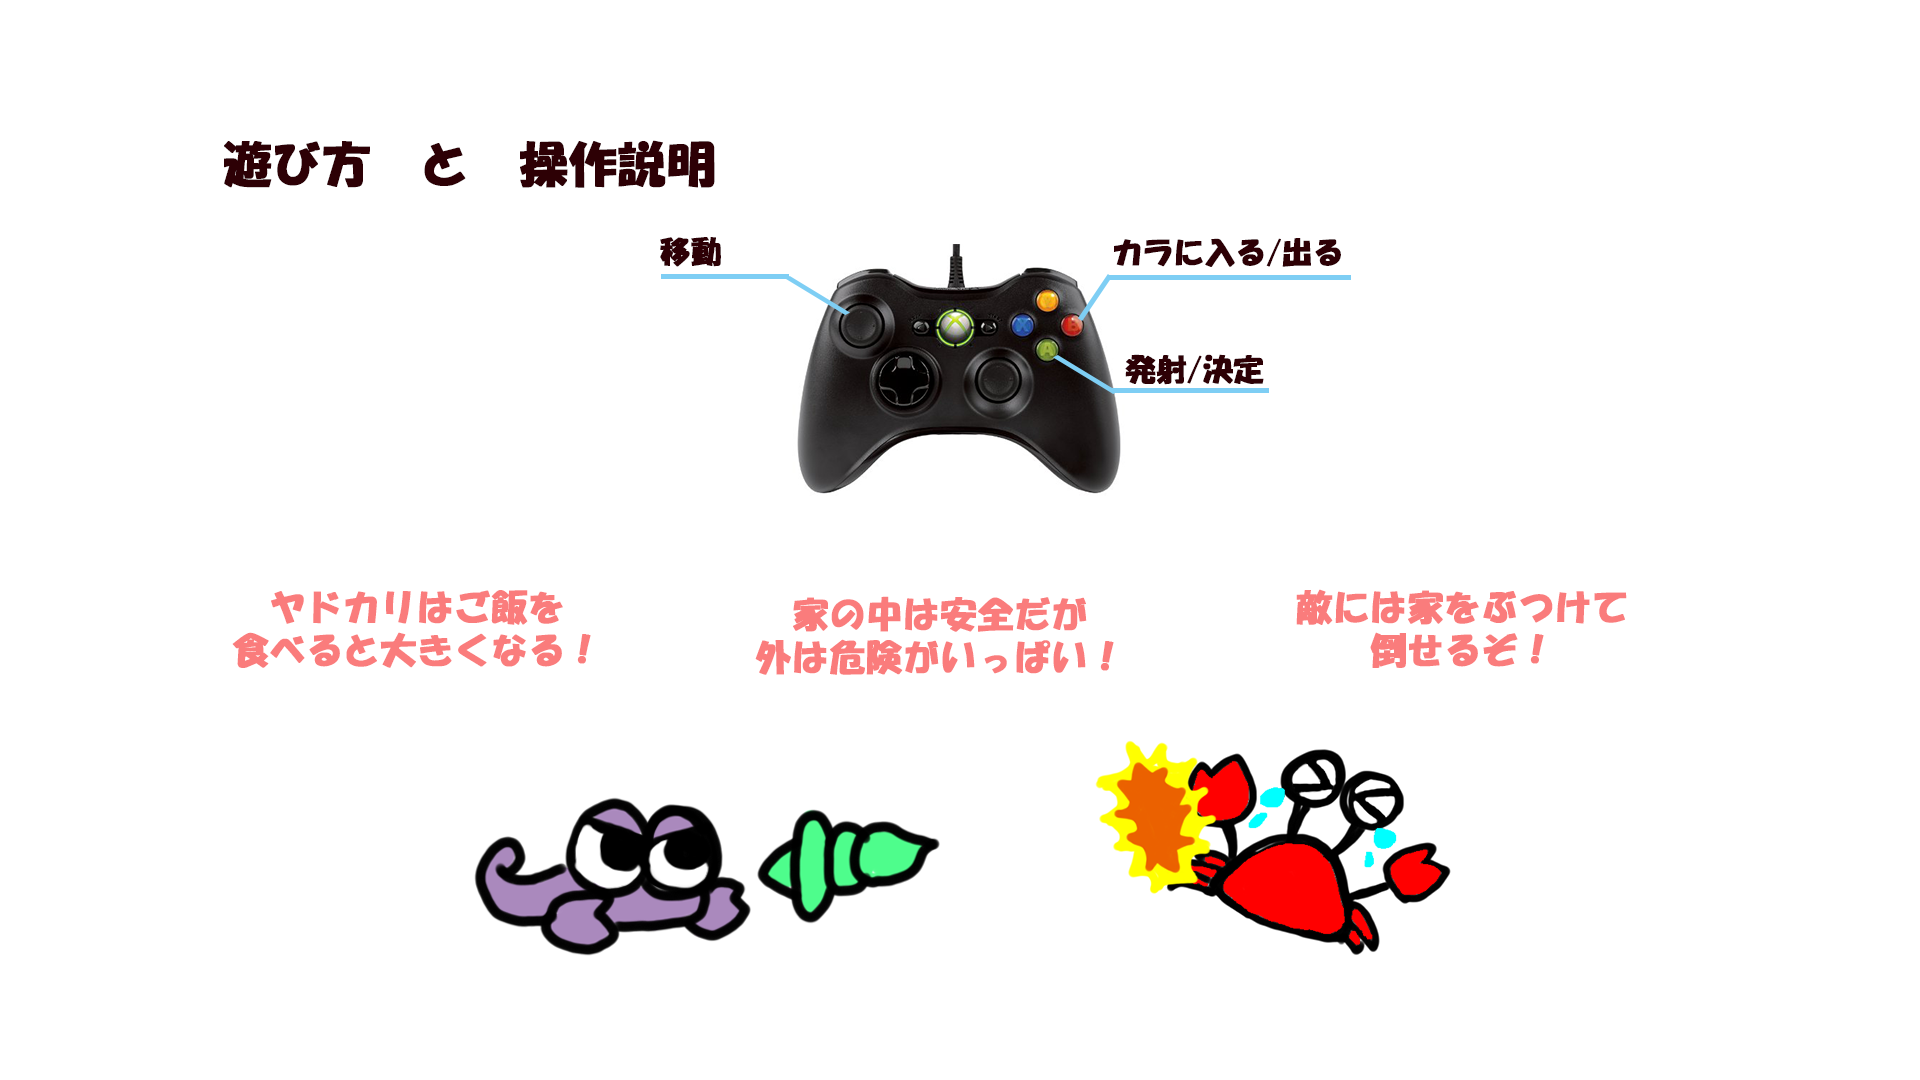 遊び方　と　操作説明
移動
カラに入る/出る
発射/決定
ヤドカリはご飯を
食べると大きくなる！
家の中は安全だが
外は危険がいっぱい！
敵には家をぶつけて
倒せるぞ！